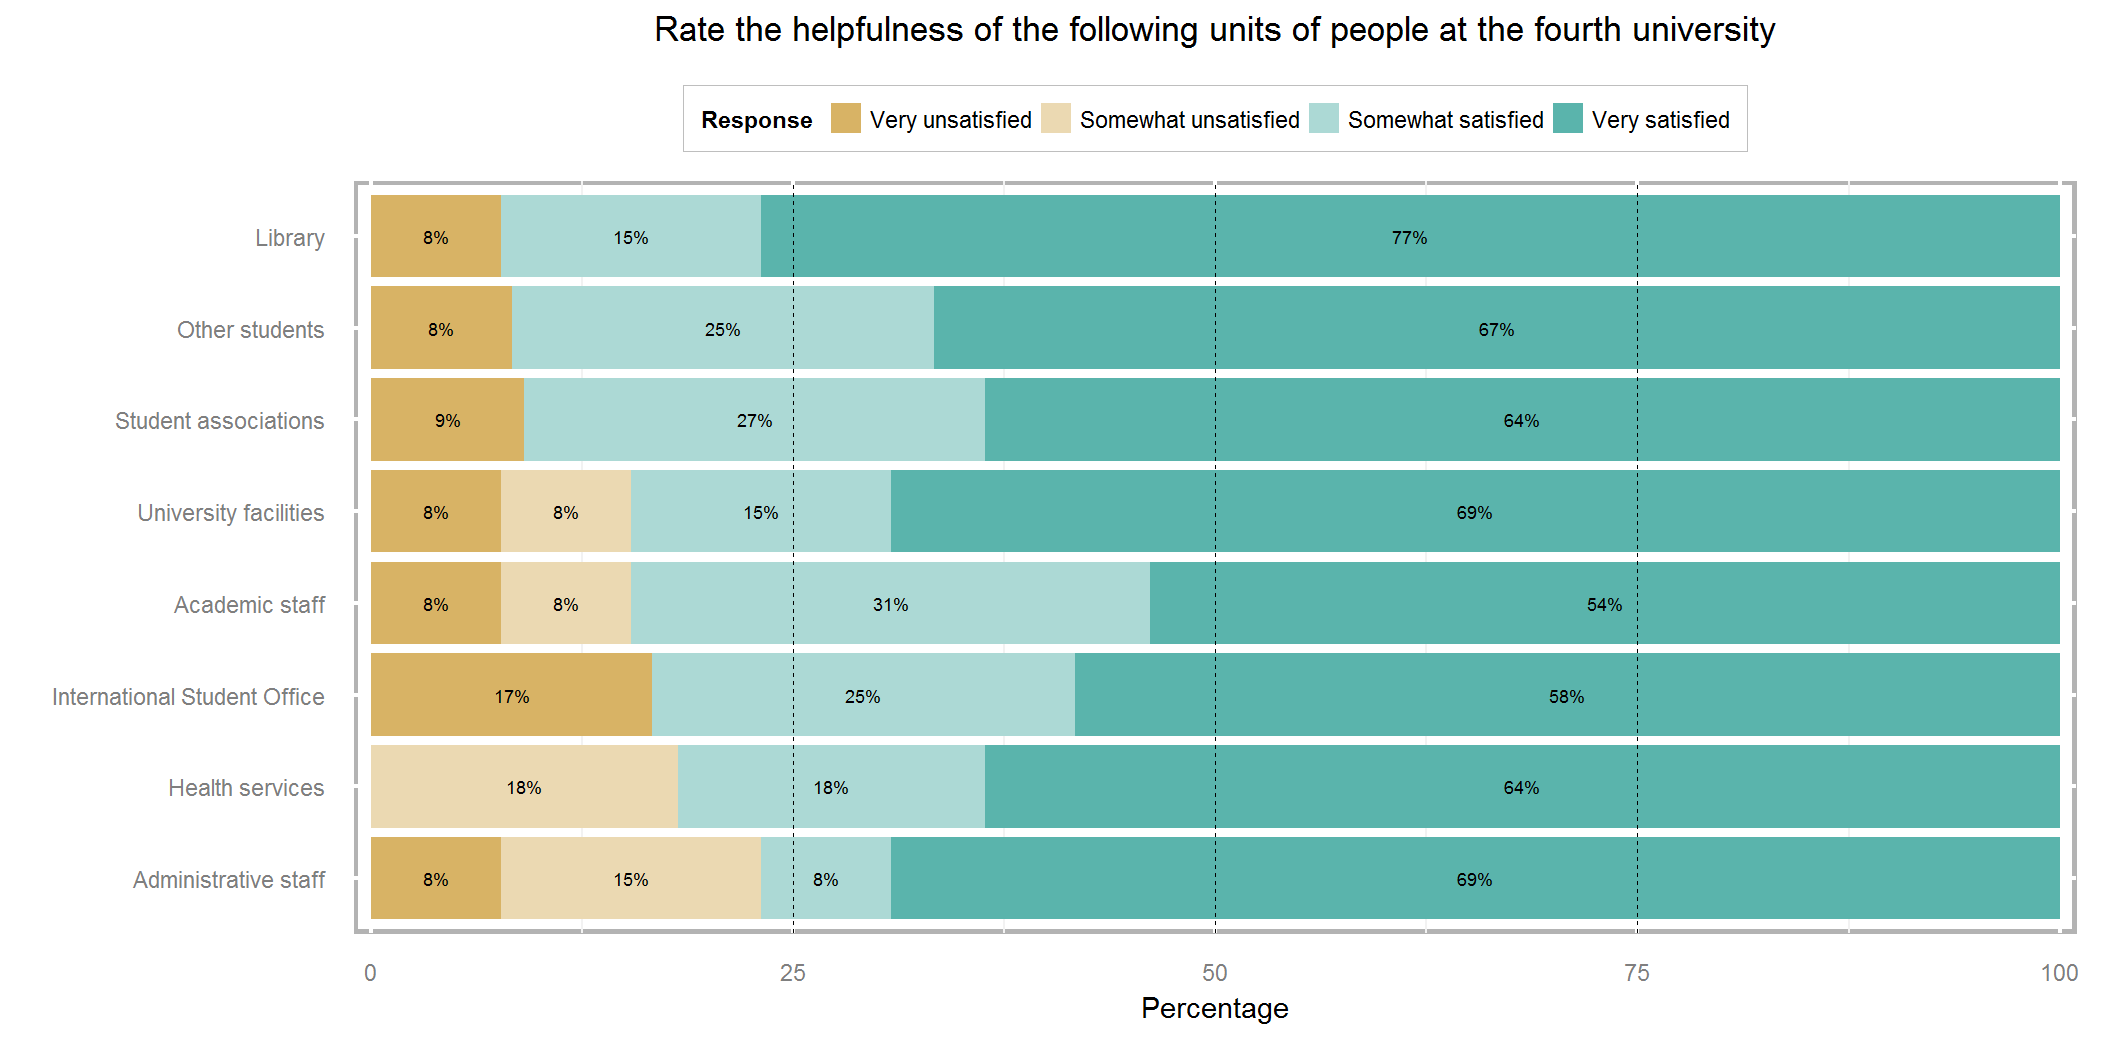 Rate the helpfulness of the following units of people at the fourth university
Response Very unsatisfied Somewhat unsatisfied Somewhat satisfied Very satisfied
Library 8% 15% 77%
Other students 8% 25% 67%
Student associations 9% 27% 64%
University facilities 8% 8% 15% 69%
Academic staff 8% 8% 31% 54%
International Student Office 17% 25% 58%
Health services 18% 18% 64%
Administrative staff 8% 15% 8% 69%
0 25 50 75 100
Percentage